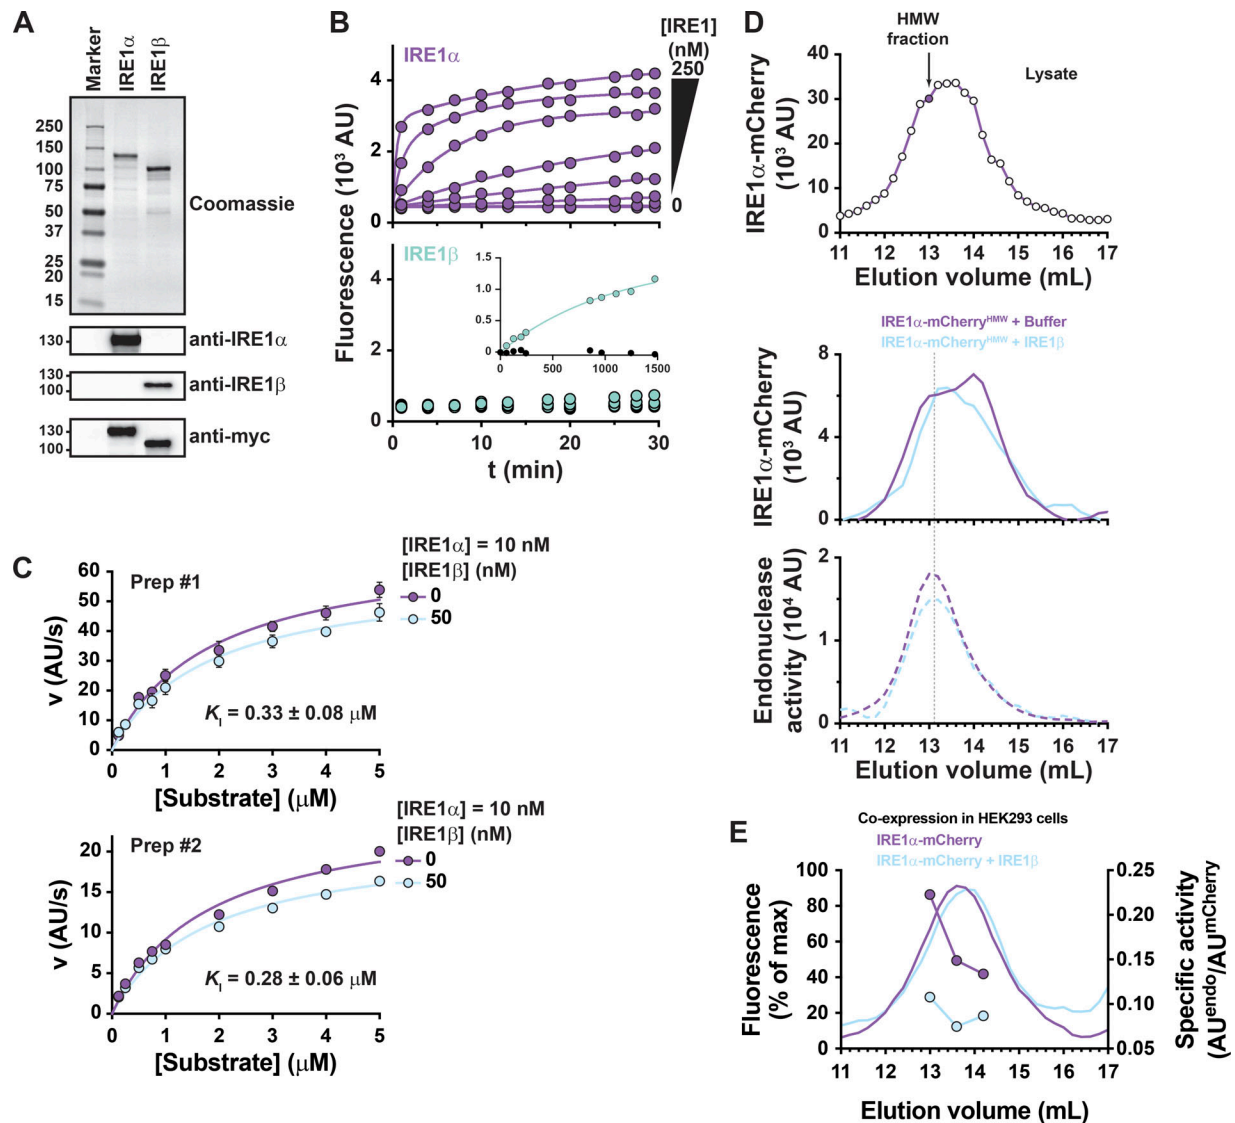 A
Marker
IRE1α
IRE1β
250
150
100
75
50
37
25
20
15
Coomassie
130
anti-IRE1α
130
100
anti-IRE1β
130
100
anti-myc
B
[IRE1]
(nM)
250
0
IRE1α
Fluorescence (10³ AU)
4
2
0
IRE1β
4
2
0
1.5
1.0
0.5
0
0 500 1000 1500
0 10 20 30
t (min)
C
[IRE1α] = 10 nM
[IRE1β] (nM)
0
50
Prep #1
v (AU/s)
60
50
40
30
20
10
0
Kᵢ = 0.33 ± 0.08 μM
0 1 2 3 4 5
[Substrate] (μM)
[IRE1α] = 10 nM
[IRE1β] (nM)
0
50
Prep #2
v (AU/s)
20
15
10
5
0
Kᵢ = 0.28 ± 0.06 μM
0 1 2 3 4 5
[Substrate] (μM)
D
HMW
fraction
Lysate
IRE1α-mCherry
(10³ AU)
40
30
20
10
0
11 12 13 14 15 16 17
Elution volume (mL)
IRE1α-mCherryᴴᴹᵂ + Buffer
IRE1α-mCherryᴴᴹᵂ + IRE1β
IRE1α-mCherry
(10³ AU)
8
4
0
Endonuclease
activity (10⁴ AU)
2
1
0
11 12 13 14 15 16 17
Elution volume (mL)
E
Co-expression in HEK293 cells
IRE1α-mCherry
IRE1α-mCherry + IRE1β
Fluorescence
(% of max)
100
80
60
40
20
0
0.25
0.20
0.15
0.10
0.05
Specific activity
(AUᵉⁿᵈᵒ/AUᵐᶜʰᵉʳʳʸ)
11 12 13 14 15 16 17
Elution volume (mL)